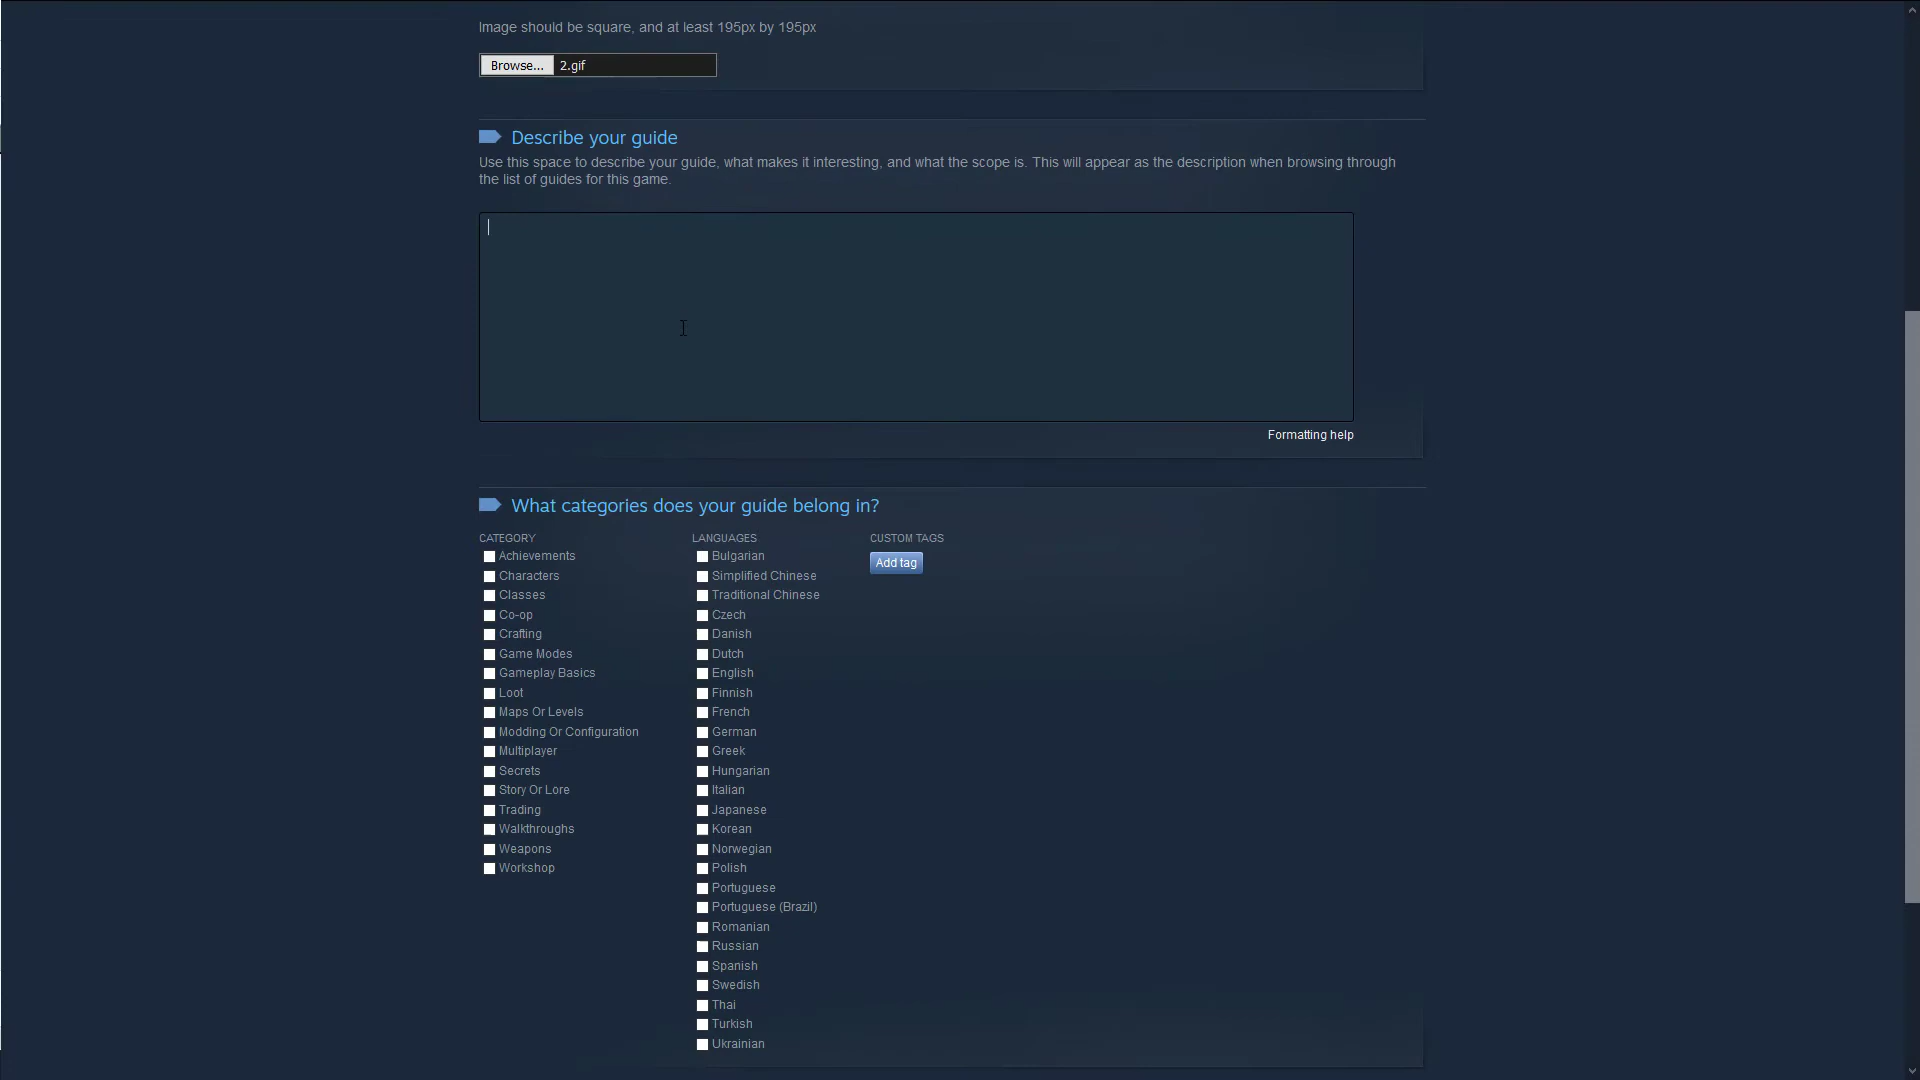 Image should be square, and at least 195px by 195px
Browse... 2.gif
Describe your guide
Use this space to describe your guide, what makes it interesting, and what the scope is. This will appear as the description when browsing through
the list of guides for this game.
Formatting help
What categories does your guide belong in?
CATEGORY
Achievements
Characters
Classes
Co-op
Crafting
Game Modes
Gameplay Basics
Loot
Maps Or Levels
Modding Or Configuration
Multiplayer
Secrets
Story Or Lore
Trading
Walkthroughs
Weapons
Workshop
LANGUAGES
Bulgarian
Simplified Chinese
Traditional Chinese
Czech
Danish
Dutch
English
Finnish
French
German
Greek
Hungarian
Italian
Japanese
Korean
Norwegian
Polish
Portuguese
Portuguese (Brazil)
Romanian
Russian
Spanish
Swedish
Thai
Turkish
Ukrainian
CUSTOM TAGS
Add tag